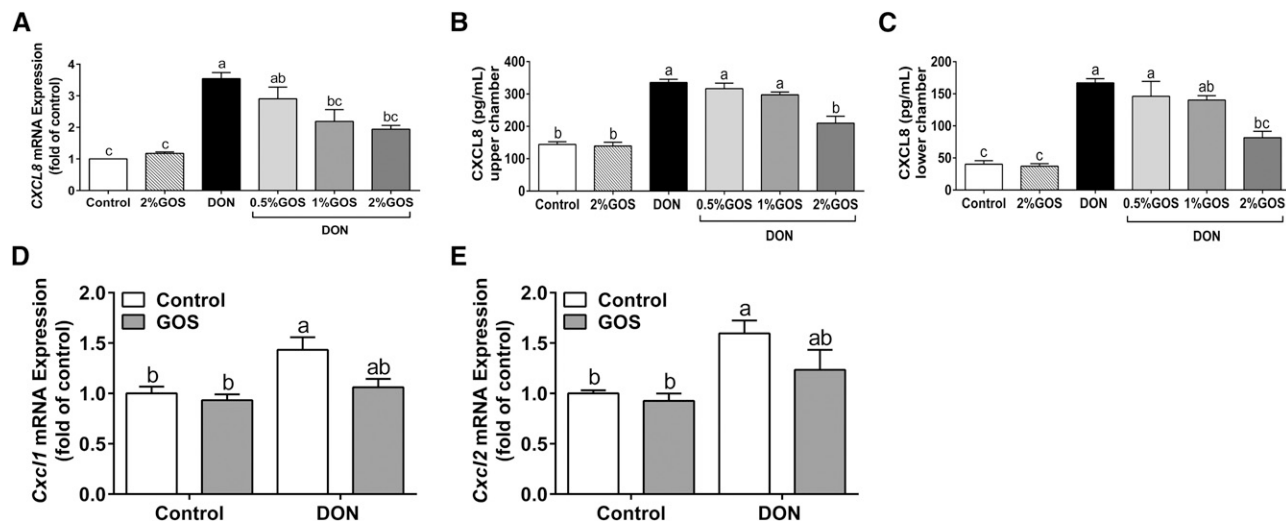 A
CXCL8 mRNA Expression
(fold of control)
5
4
3
2
1
0
c
c
a
ab
bc
bc
Control
2%GOS
DON
0.5%GOS
1%GOS
2%GOS
DON
B
CXCL8 (pg/mL)
upper chamber
400
300
200
100
0
b
b
a
a
a
b
Control
2%GOS
DON
0.5%GOS
1%GOS
2%GOS
DON
C
CXCL8 (pg/mL)
lower chamber
200
150
100
50
0
c
c
a
a
ab
bc
Control
2%GOS
DON
0.5%GOS
1%GOS
2%GOS
DON
D
Cxcl1 mRNA Expression
(fold of control)
2.0
1.5
1.0
0.5
0.0
Control
GOS
b
b
a
ab
Control
DON
E
Cxcl2 mRNA Expression
(fold of control)
2.0
1.5
1.0
0.5
0.0
Control
GOS
b
b
a
ab
Control
DON